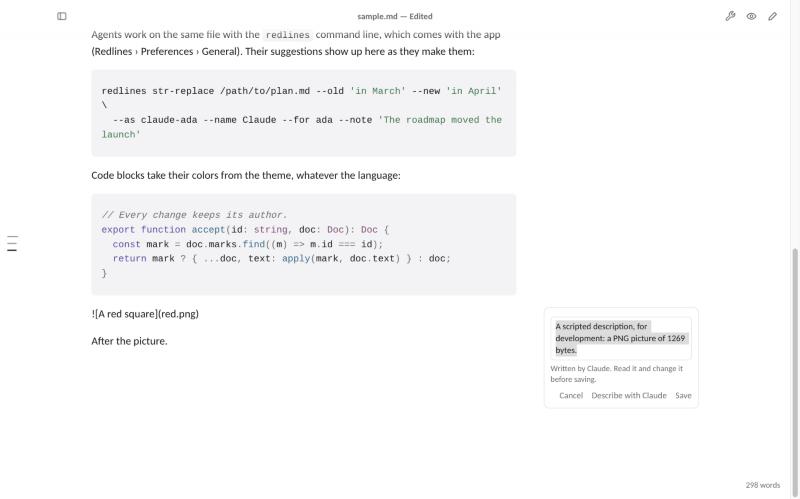 sample.md — Edited
Agents work on the same file with the redlines command line, which comes with the app
(Redlines › Preferences › General). Their suggestions show up here as they make them:
redlines str-replace /path/to/plan.md --old 'in March' --new 'in April'
\
--as claude-ada --name Claude --for ada --note 'The roadmap moved the
launch'
Code blocks take their colors from the theme, whatever the language:
// Every change keeps its author.
export function accept(id: string, doc: Doc): Doc {
const mark = doc.marks.find((m) => m.id === id);
return mark ? { ...doc, text: apply(mark, doc.text) } : doc;
}
![A red square](red.png)
After the picture.
A scripted description, for
development: a PNG picture of 1269
bytes.
Written by Claude. Read it and change it
before saving.
Cancel Describe with Claude Save
298 words